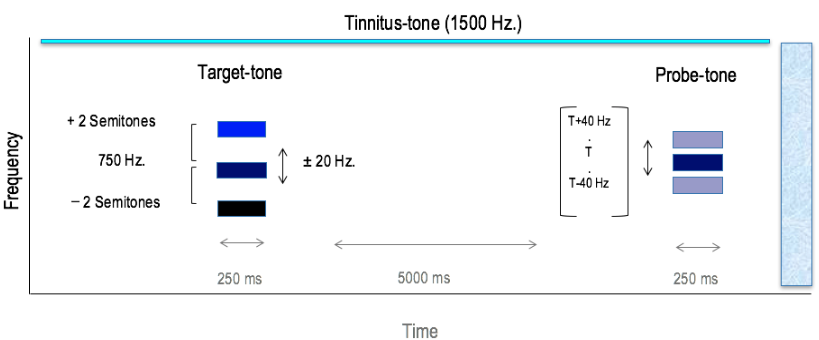 Tinnitus-tone (1500 Hz.)
Target-tone
Probe-tone
+ 2 Semitones
750 Hz.
− 2 Semitones
± 20 Hz.
T+40 Hz
.
T
.
T-40 Hz
250 ms
5000 ms
250 ms
Frequency
Time